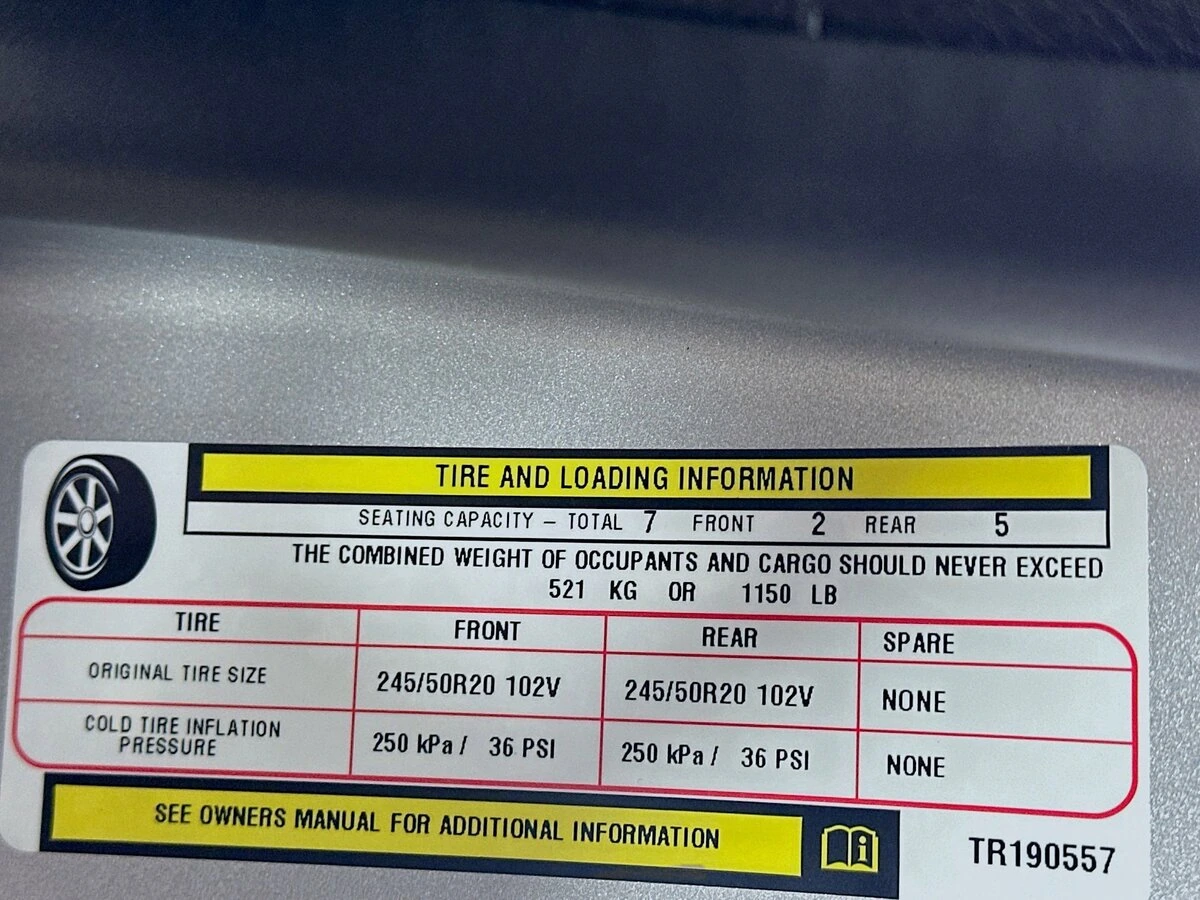 TIRE AND LOADING INFORMATION
SEATING CAPACITY – TOTAL 7 FRONT 2 REAR 5
THE COMBINED WEIGHT OF OCCUPANTS AND CARGO SHOULD NEVER EXCEED
521 KG OR 1150 LB
TIRE FRONT REAR SPARE
ORIGINAL TIRE SIZE 245/50R20 102V 245/50R20 102V NONE
COLD TIRE INFLATION
PRESSURE 250 kPa / 36 PSI 250 kPa / 36 PSI NONE
SEE OWNERS MANUAL FOR ADDITIONAL INFORMATION
TR190557